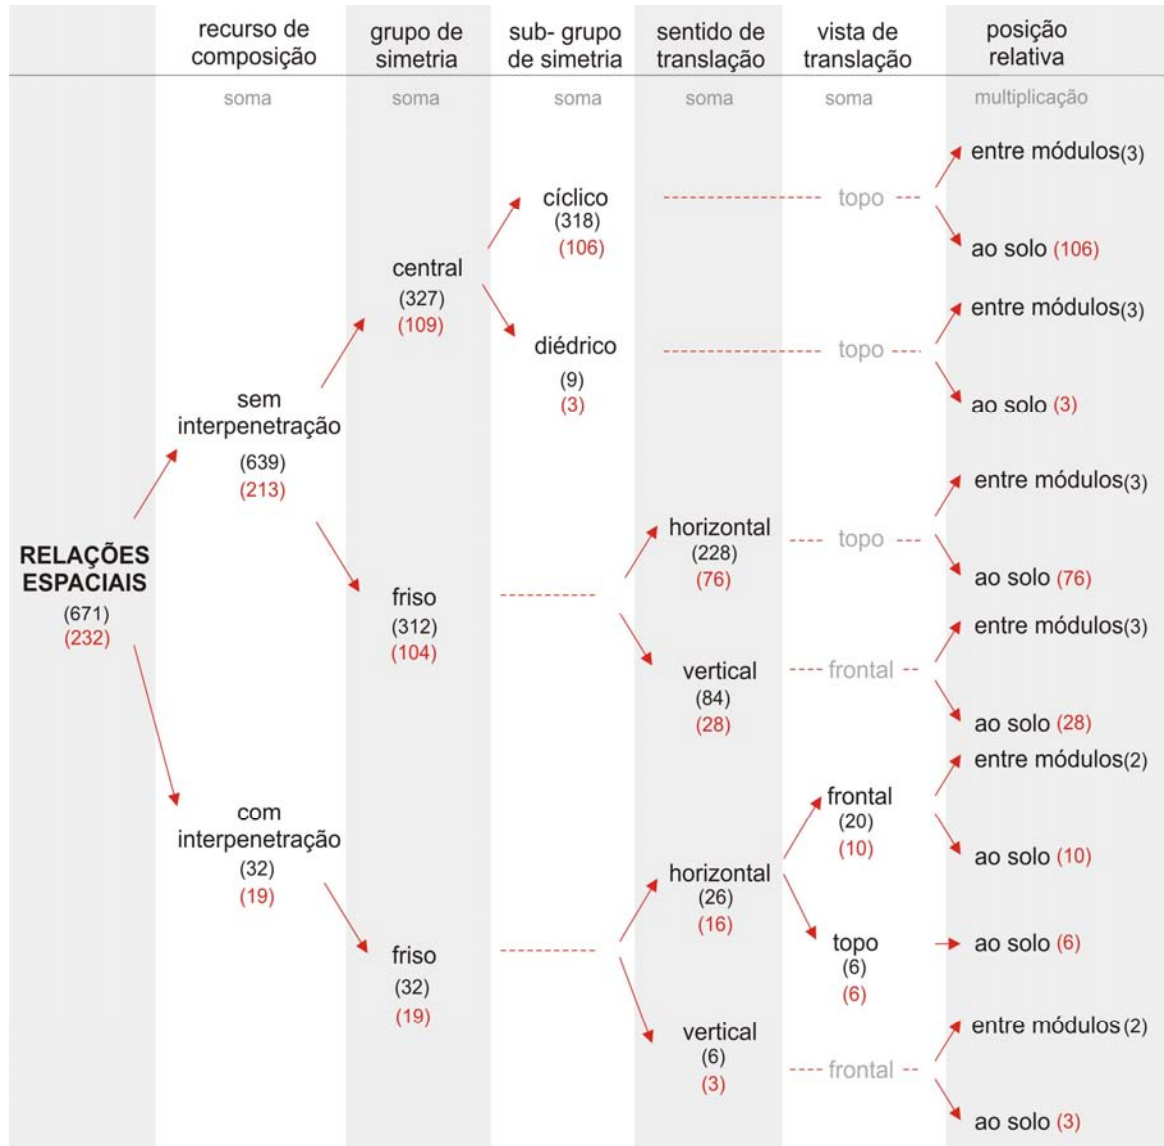 recurso de composição
grupo de simetria
sub- grupo de simetria
sentido de translação
vista de translação
posição relativa
soma
soma
soma
soma
soma
multiplicação
RELAÇÕES
ESPACIAIS
(671)
(232)
sem
interpenetração
(639)
(213)
com
interpenetração
(32)
(19)
central
(327)
(109)
friso
(312)
(104)
friso
(32)
(19)
cíclico
(318)
(106)
diédrico
(9)
(3)
horizontal
(228)
(76)
vertical
(84)
(28)
horizontal
(26)
(16)
vertical
(6)
(3)
topo
topo
topo
frontal
frontal
(20)
(10)
topo
(6)
(6)
frontal
entre módulos(3)
ao solo (106)
entre módulos(3)
ao solo (3)
entre módulos(3)
ao solo (76)
entre módulos(3)
ao solo (28)
entre módulos(2)
ao solo (10)
ao solo (6)
entre módulos(2)
ao solo (3)